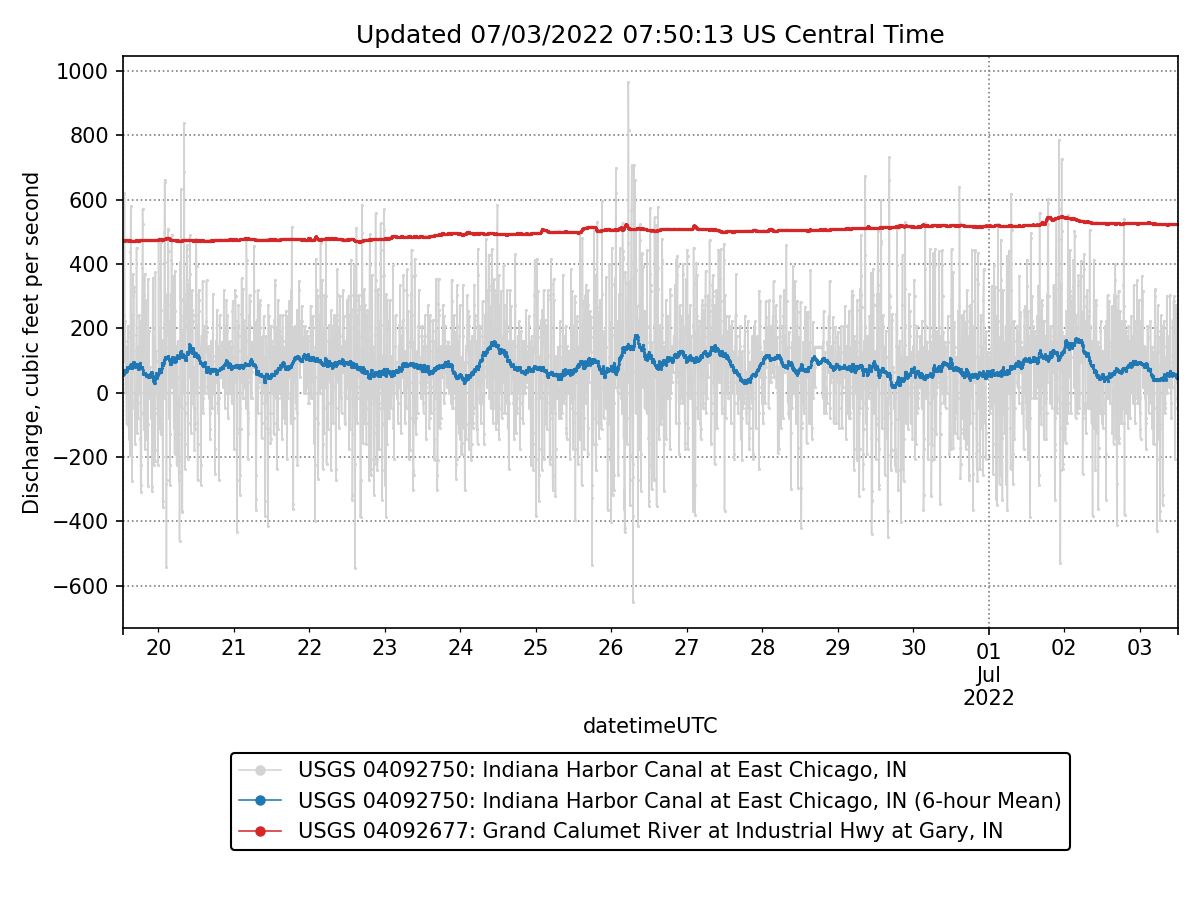 Updated 07/03/2022 07:50:13 US Central Time
Discharge, cubic feet per second
1000
800
600
400
200
0
−200
−400
−600
20 21 22 23 24 25 26 27 28 29 30 01 02 03
Jul
2022
datetimeUTC
USGS 04092750: Indiana Harbor Canal at East Chicago, IN
USGS 04092750: Indiana Harbor Canal at East Chicago, IN (6-hour Mean)
USGS 04092677: Grand Calumet River at Industrial Hwy at Gary, IN